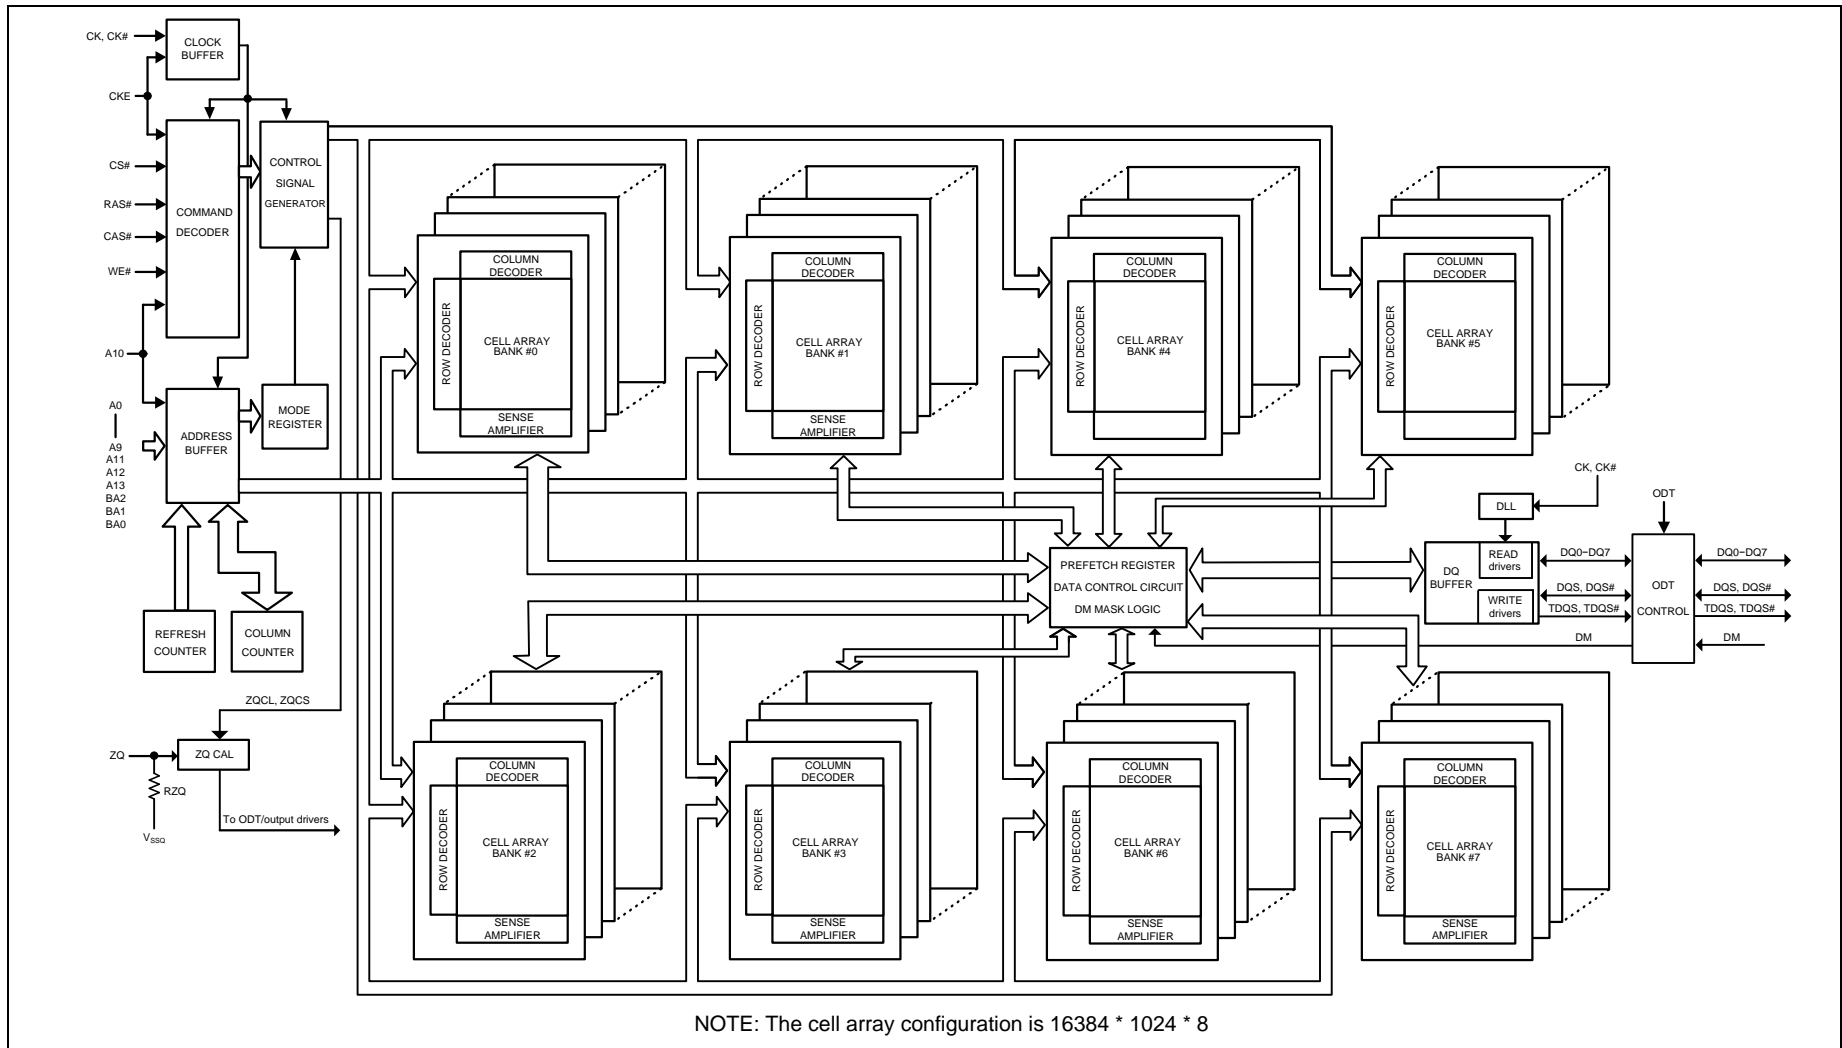 CK, CK#
CLOCK
BUFFER
CKE
CS#
RAS#
CAS#
WE#
A10
COMMAND
DECODER
CONTROL
SIGNAL
GENERATOR
A0
A9
A11
A12
A13
BA2
BA1
BA0
ADDRESS
BUFFER
MODE
REGISTER
REFRESH
COUNTER
COLUMN
COUNTER
ZQCL, ZQCS
ZQ
ZQ CAL
RZQ
VSSQ
To ODT/output drivers
COLUMN
DECODER
ROW DECODER
CELL ARRAY
BANK #0
SENSE
AMPLIFIER
COLUMN
DECODER
ROW DECODER
CELL ARRAY
BANK #1
SENSE
AMPLIFIER
COLUMN
DECODER
ROW DECODER
CELL ARRAY
BANK #4
COLUMN
DECODER
ROW DECODER
CELL ARRAY
BANK #5
PREFETCH REGISTER
DATA CONTROL CIRCUIT
DM MASK LOGIC
CK, CK#
DLL
ODT
DQ
BUFFER
READ
drivers
WRITE
drivers
DQ0−DQ7
DQS, DQS#
TDQS, TDQS#
DM
ODT
CONTROL
DQ0−DQ7
DQS, DQS#
TDQS, TDQS#
DM
COLUMN
DECODER
ROW DECODER
CELL ARRAY
BANK #2
SENSE
AMPLIFIER
COLUMN
DECODER
ROW DECODER
CELL ARRAY
BANK #3
SENSE
AMPLIFIER
COLUMN
DECODER
ROW DECODER
CELL ARRAY
BANK #6
SENSE
AMPLIFIER
COLUMN
DECODER
ROW DECODER
CELL ARRAY
BANK #7
SENSE
AMPLIFIER
NOTE: The cell array configuration is 16384 * 1024 * 8